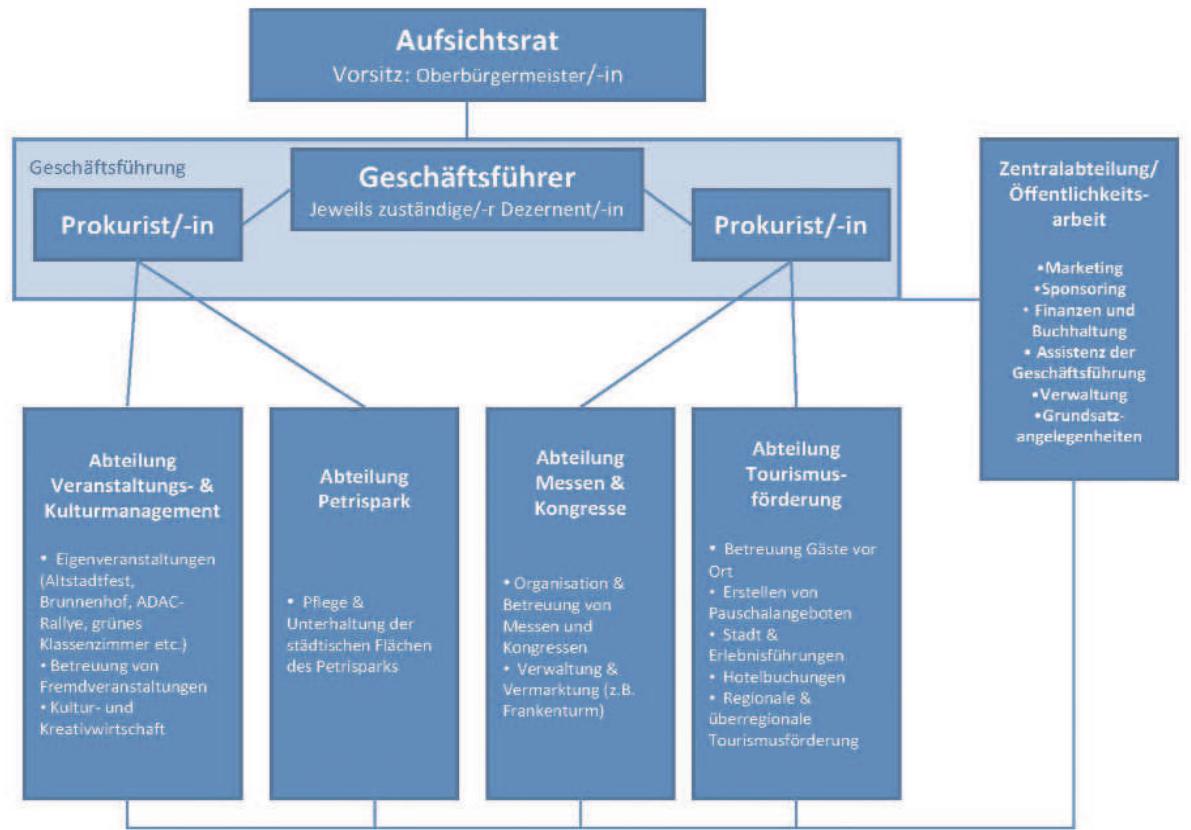 Aufsichtsrat
Vorsitz: Oberbürgermeister/-in
Geschäftsführung
Geschäftsführer
Jeweils zuständige/-r Dezernent/-in
Prokurist/-in
Prokurist/-in
Zentralabteilung/
Öffentlichkeits-
arbeit
•Marketing
•Sponsoring
• Finanzen und
Buchhaltung
• Assistenz der
Geschäftsführung
•Verwaltung
•Grundsatz-
angelegenheiten
Abteilung
Veranstaltungs- &
Kulturmanagement
• Eigenveranstaltungen
(Altstadtfest,
Brunnenhof, ADAC-
Rallye, grünes
Klassenzimmer etc.)
• Betreuung von
Fremdveranstaltungen
• Kultur- und
Kreativwirtschaft
Abteilung
Petrispark
• Pflege &
Unterhaltung der
städtischen Flächen
des Petrisparks
Abteilung
Messen &
Kongresse
• Organisation &
Betreuung von
Messen und
Kongressen
• Verwaltung &
Vermarktung (z.B.
Frankenturm)
Abteilung
Tourismus-
förderung
• Betreuung Gäste vor
Ort
• Erstellen von
Pauschalangeboten
• Stadt &
Erlebnisführungen
• Hotelbuchungen
• Regionale &
überregionale
Tourismusförderung